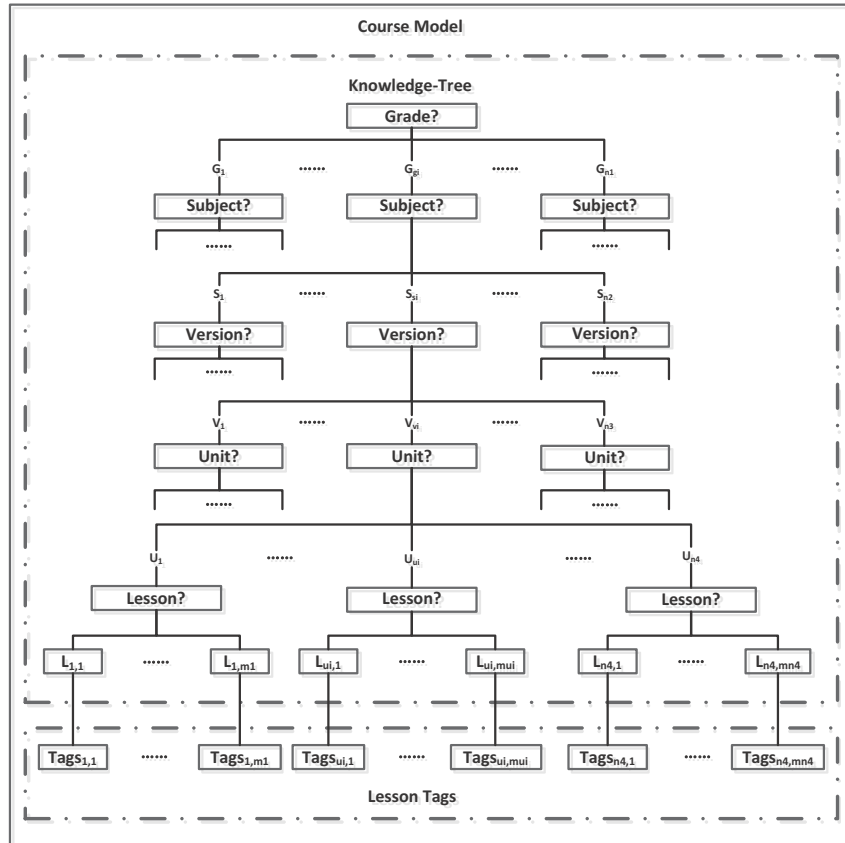 Course Model
Knowledge-Tree
Grade?
G1 ...... Ggi ...... Gn1
Subject? Subject? Subject?
...... ......
S1 ...... Ssi ...... Sn2
Version? Version? Version?
...... ......
V1 ...... Vvi ...... Vn3
Unit? Unit? Unit?
...... ......
U1 ...... Uui ...... Un4
Lesson? Lesson? Lesson?
L1,1 ...... L1,m1 Lui,1 ...... Lui,mui Ln4,1 ...... Ln4,mn4
Tags1,1 ...... Tags1,m1 Tagsui,1 ...... Tagsui,mui Tagsn4,1 ...... Tagsn4,mn4
Lesson Tags